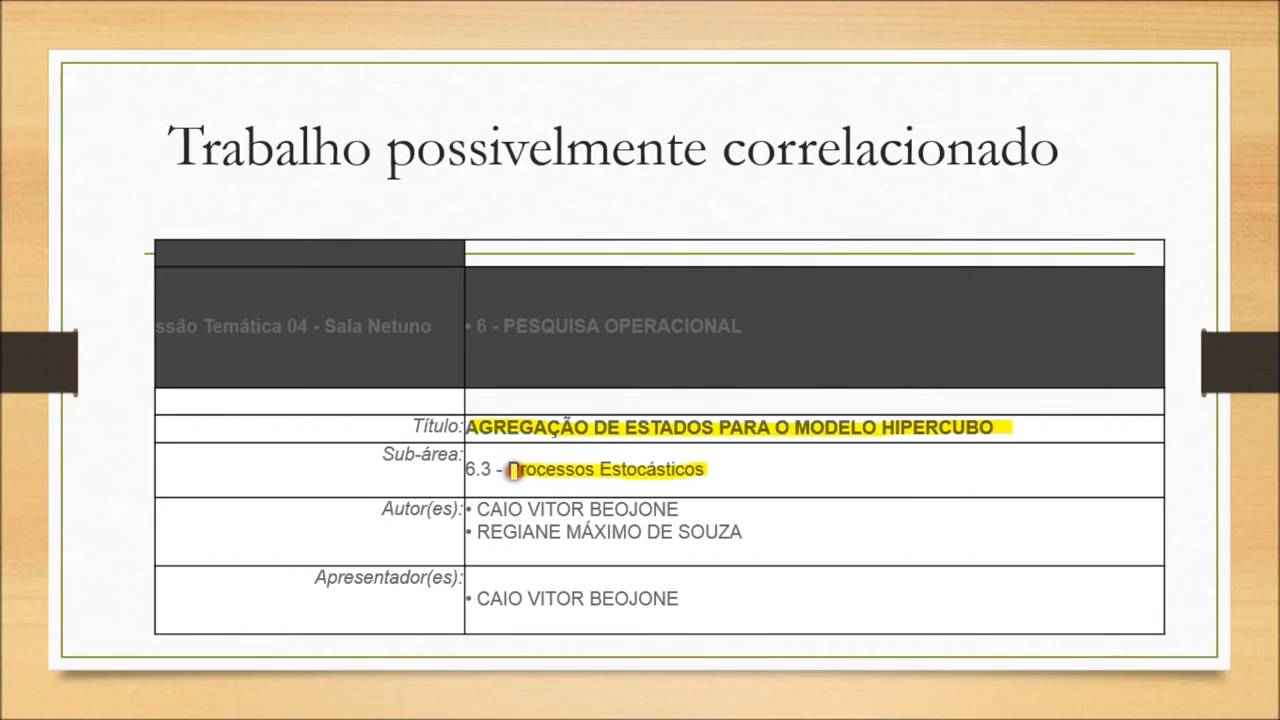 Trabalho possivelmente correlacionado
ssão Temática 04 - Sala Netuno • 6 - PESQUISA OPERACIONAL
Título: AGREGAÇÃO DE ESTADOS PARA O MODELO HIPERCUBO
Sub-área: 6.3 - Processos Estocásticos
Autor(es): • CAIO VITOR BEOJONE
• REGIANE MÁXIMO DE SOUZA
Apresentador(es): • CAIO VITOR BEOJONE